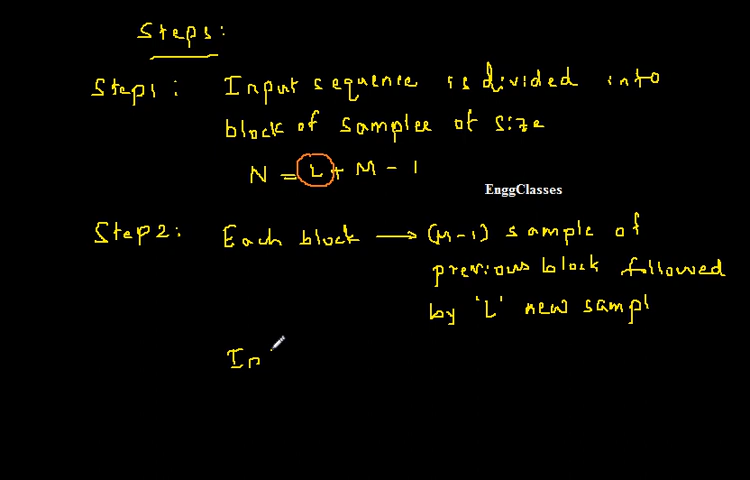 Steps:
Step1: Input sequence is divided into
block of samples of size
N = L + M - 1
EnggClasses
Step2: Each block → (M-1) sample of
previous block followed
by 'L' new sampl
In